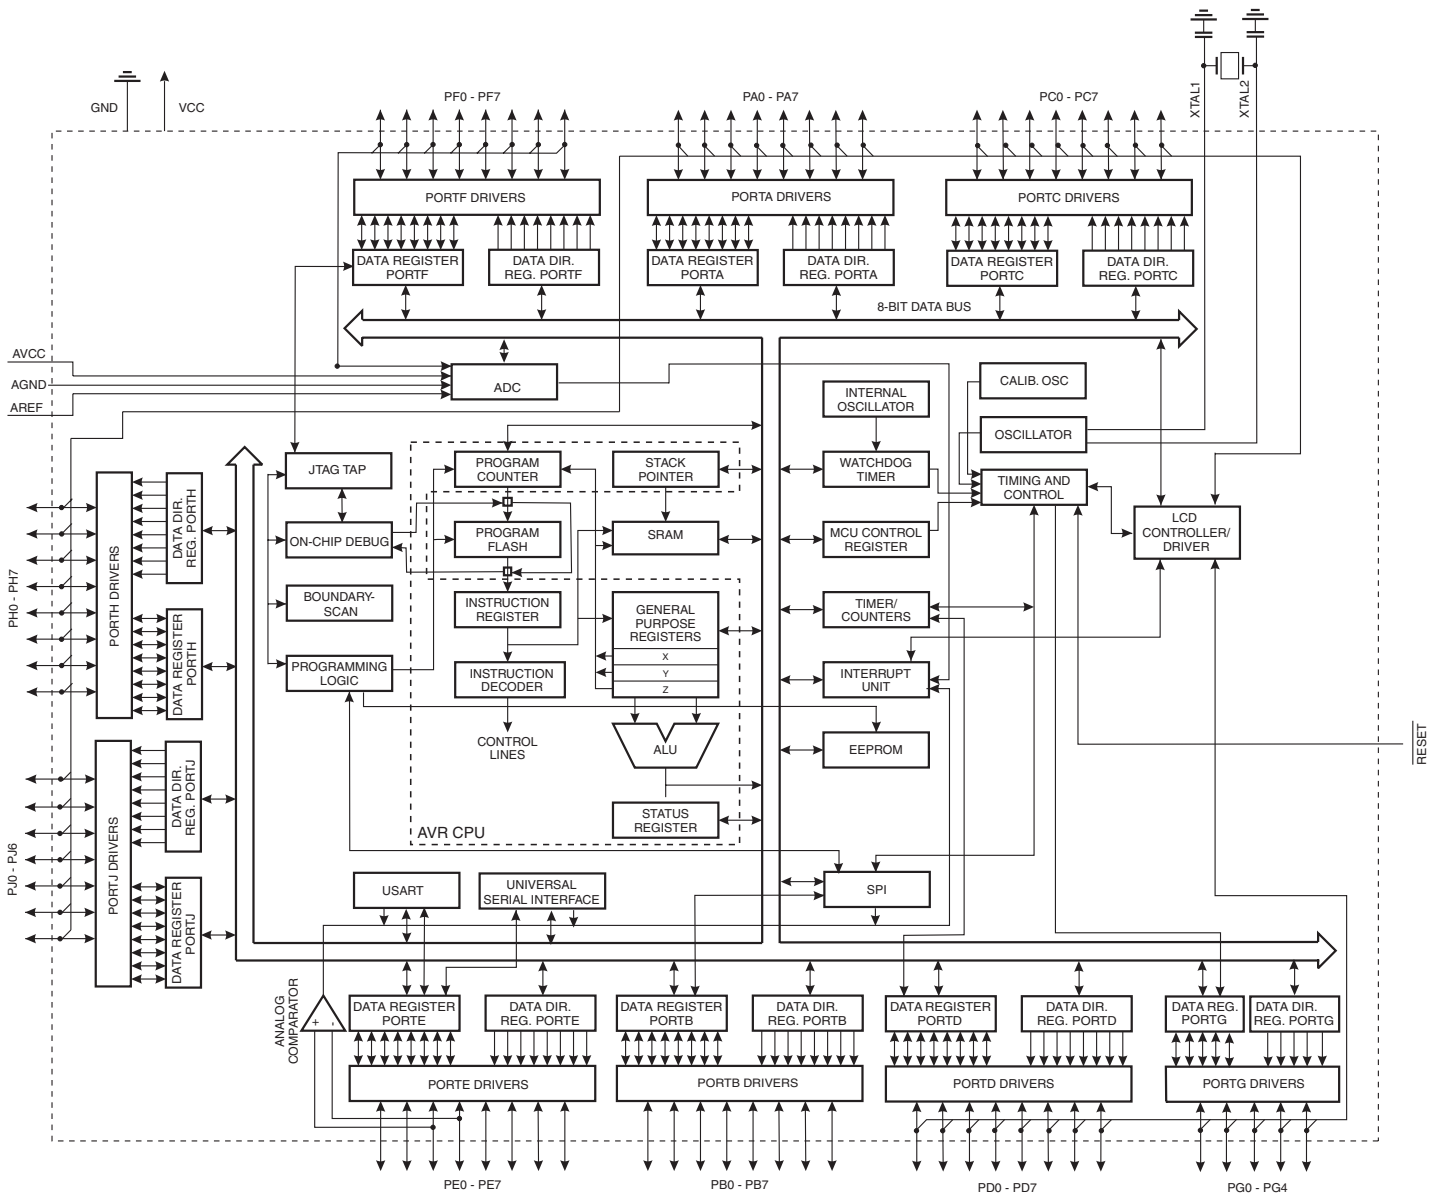 GND
VCC
PF0 - PF7
PA0 - PA7
PC0 - PC7
XTAL1
XTAL2
PORTF DRIVERS
PORTA DRIVERS
PORTC DRIVERS
DATA REGISTER
PORTF
DATA DIR.
REG. PORTF
DATA REGISTER
PORTA
DATA DIR.
REG. PORTA
DATA REGISTER
PORTC
DATA DIR.
REG. PORTC
8-BIT DATA BUS
AVCC
AGND
AREF
ADC
INTERNAL
OSCILLATOR
CALIB. OSC
OSCILLATOR
JTAG TAP
PROGRAM
COUNTER
STACK
POINTER
WATCHDOG
TIMER
TIMING AND
CONTROL
ON-CHIP DEBUG
PROGRAM
FLASH
SRAM
MCU CONTROL
REGISTER
LCD
CONTROLLER/
DRIVER
BOUNDARY-
SCAN
INSTRUCTION
REGISTER
GENERAL
PURPOSE
REGISTERS
X
Y
Z
TIMER/
COUNTERS
PROGRAMMING
LOGIC
INSTRUCTION
DECODER
INTERRUPT
UNIT
CONTROL
LINES
ALU
EEPROM
RESET
STATUS
REGISTER
AVR CPU
PH0 - PH7
PORTH DRIVERS
DATA DIR.
REG. PORTH
DATA REGISTER
PORTH
PJ0 - PJ6
PORTJ DRIVERS
DATA DIR.
REG. PORTJ
DATA REGISTER
PORTJ
USART
UNIVERSAL
SERIAL INTERFACE
SPI
ANALOG
COMPARATOR
+
-
DATA REGISTER
PORTE
DATA DIR.
REG. PORTE
DATA REGISTER
PORTB
DATA DIR.
REG. PORTB
DATA REGISTER
PORTD
DATA DIR.
REG. PORTD
DATA REG.
PORTG
DATA DIR.
REG. PORTG
PORTE DRIVERS
PORTB DRIVERS
PORTD DRIVERS
PORTG DRIVERS
PE0 - PE7
PB0 - PB7
PD0 - PD7
PG0 - PG4